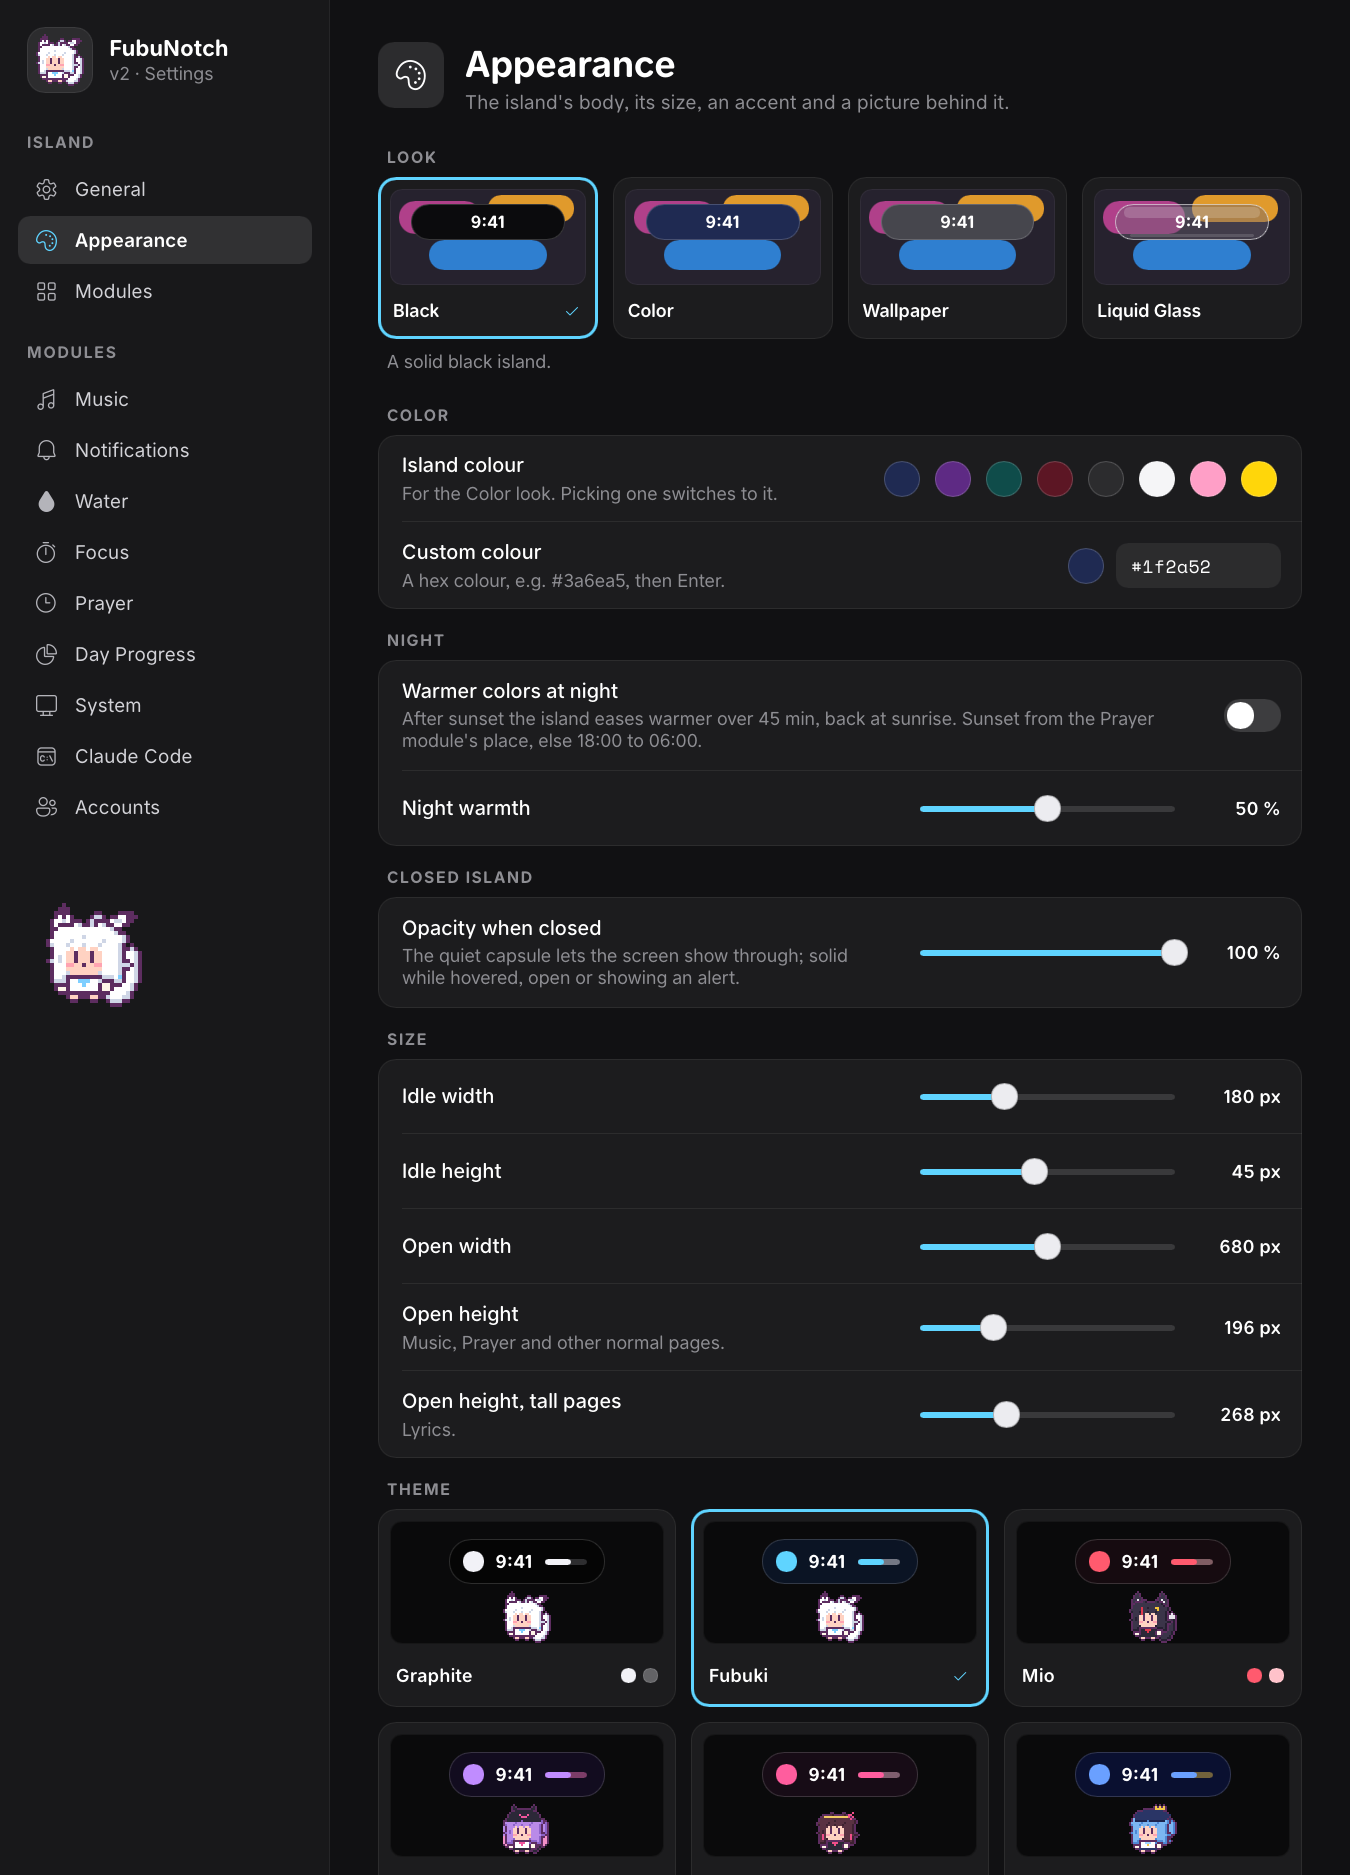 FubuNotch
v2 · Settings
ISLAND
General
Appearance
Modules
MODULES
Music
Notifications
Water
Focus
Prayer
Day Progress
System
Claude Code
Accounts
Appearance
The island's body, its size, an accent and a picture behind it.
LOOK
9:41
9:41
9:41
9:41
Black
Color
Wallpaper
Liquid Glass
A solid black island.
COLOR
Island colour
For the Color look. Picking one switches to it.
Custom colour
A hex colour, e.g. #3a6ea5, then Enter.
#1f2a52
NIGHT
Warmer colors at night
After sunset the island eases warmer over 45 min, back at sunrise. Sunset from the Prayer
module's place, else 18:00 to 06:00.
Night warmth
50 %
CLOSED ISLAND
Opacity when closed
The quiet capsule lets the screen show through; solid
while hovered, open or showing an alert.
100 %
SIZE
Idle width
180 px
Idle height
45 px
Open width
680 px
Open height
Music, Prayer and other normal pages.
196 px
Open height, tall pages
Lyrics.
268 px
THEME
9:41
9:41
9:41
Graphite
Fubuki
Mio
9:41
9:41
9:41